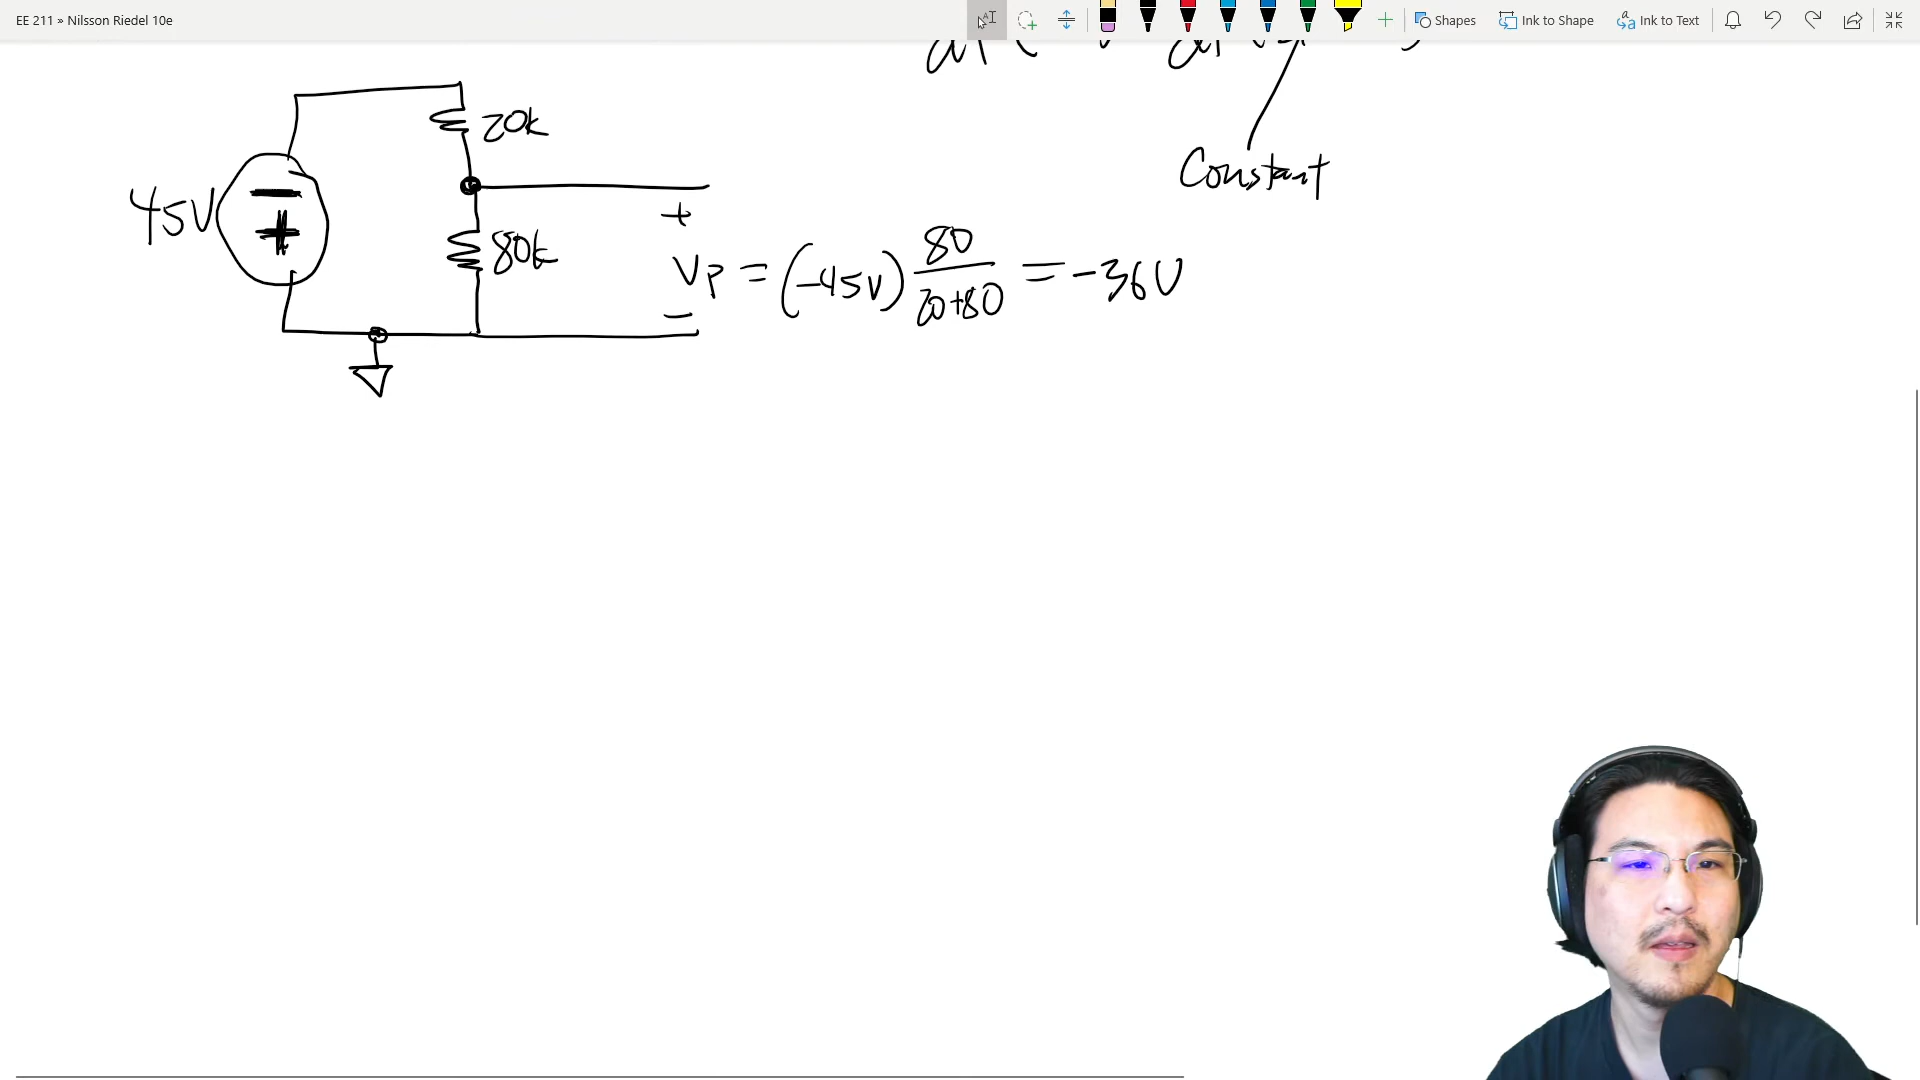 EE 211 » Nilsson Riedel 10e
Shapes
Ink to Shape
Ink to Text
Constant
20k
45V
80k
+
Vp = (-45V) 80/(20+80) = -36V
−